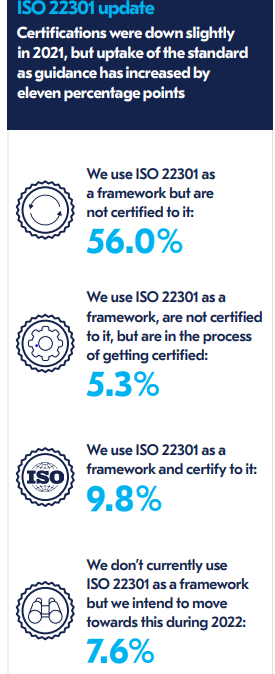 ISO 22301 update
Certifications were down slightly
in 2021, but uptake of the standard
as guidance has increased by
eleven percentage points
We use ISO 22301 as
a framework but are
not certified to it:
56.0%
We use ISO 22301 as a
framework, are not certified
to it, but are in the process
of getting certified:
5.3%
ISO
We use ISO 22301 as a
framework and certify to it:
9.8%
We don't currently use
ISO 22301 as a framework
but we intend to move
towards this during 2022:
7.6%